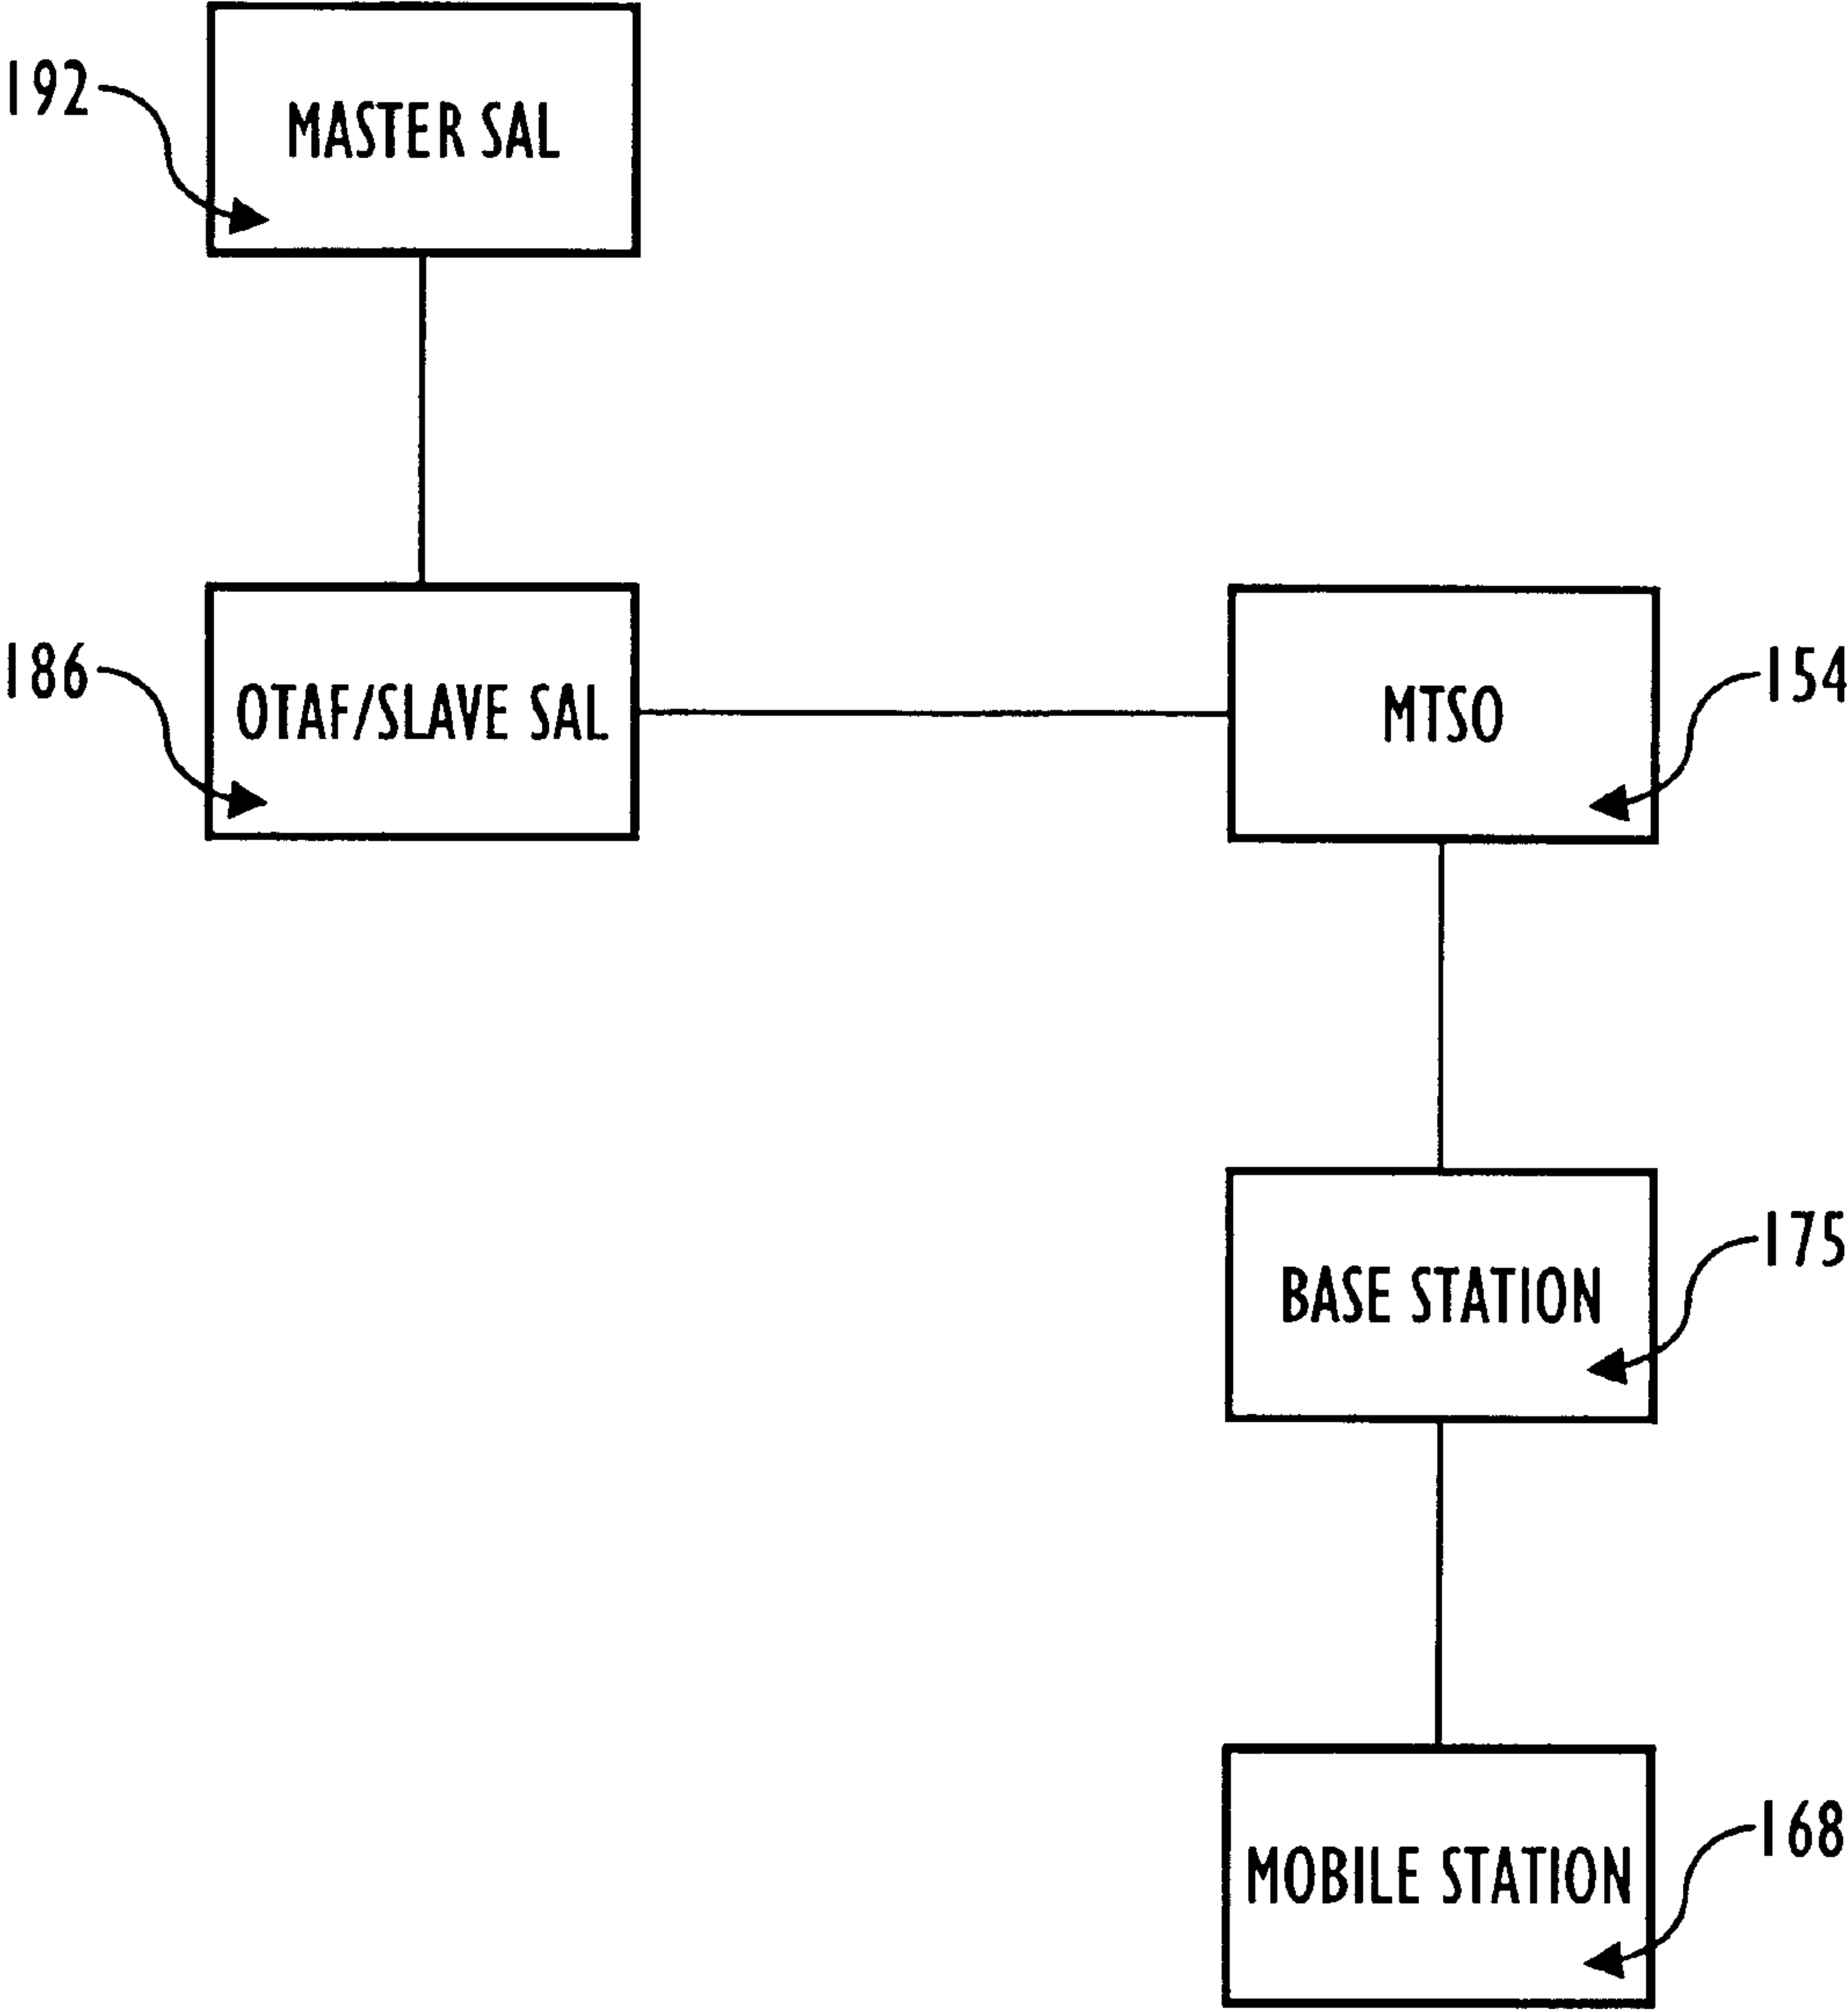 192
MASTER SAL
186
OTAF/SLAVE SAL
MTSO
154
BASE STATION
175
MOBILE STATION
168